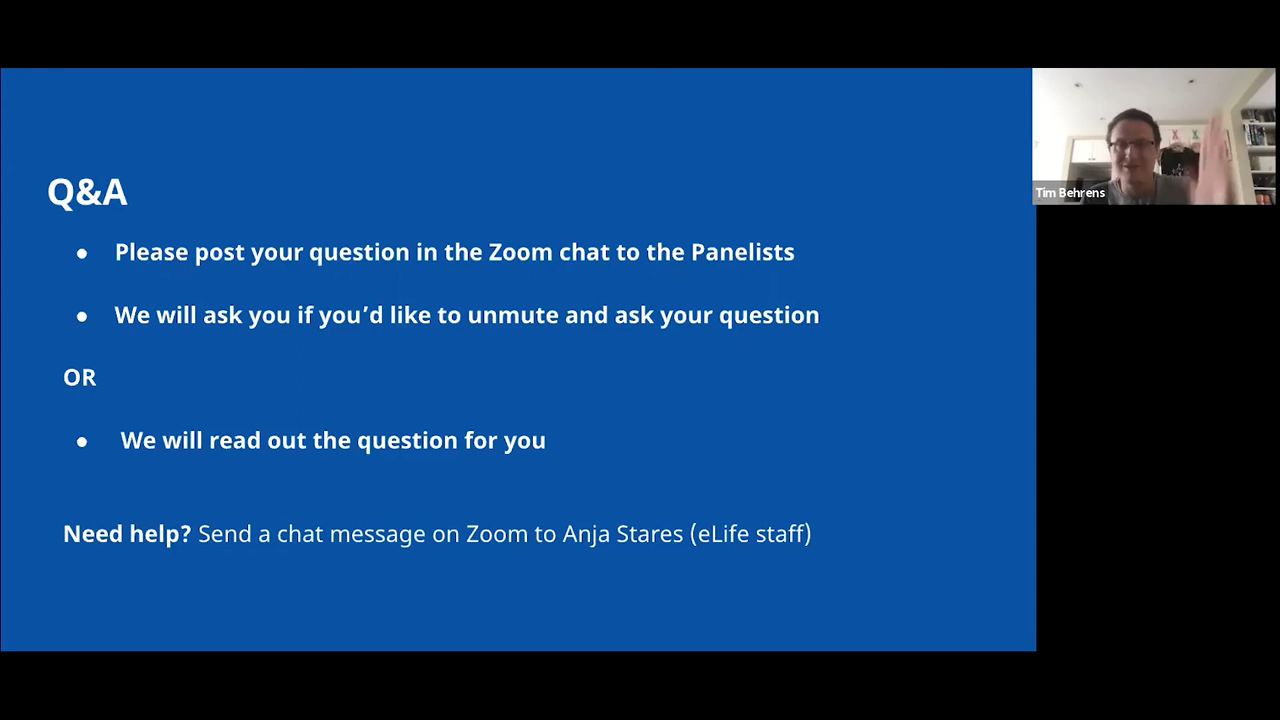 Q&A
● Please post your question in the Zoom chat to the Panelists
● We will ask you if you’d like to unmute and ask your question
OR
● We will read out the question for you
Need help? Send a chat message on Zoom to Anja Stares (eLife staff)
Tim Behrens